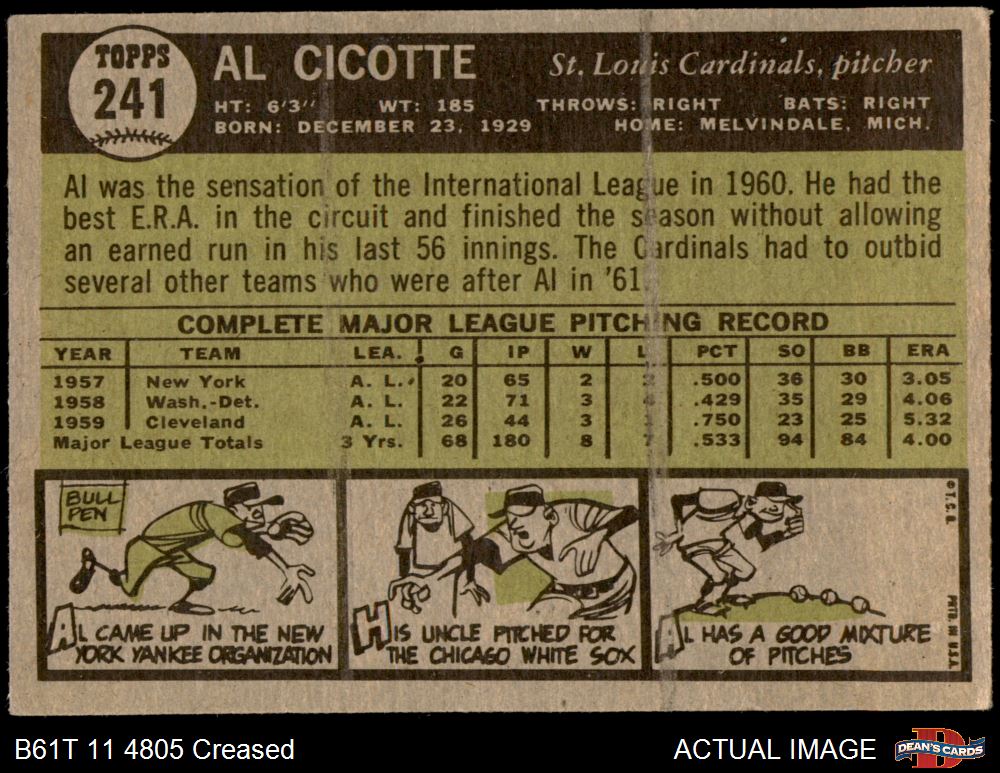 TOPPS
241
AL CICOTTE
St. Louis Cardinals, pitcher
HT: 6'3" WT: 185 THROWS: RIGHT BATS: RIGHT
BORN: DECEMBER 23, 1929 HOME: MELVINDALE, MICH.
Al was the sensation of the International League in 1960. He had the
best E.R.A. in the circuit and finished the season without allowing
an earned run in his last 56 innings. The Cardinals had to outbid
several other teams who were after Al in '61.
COMPLETE MAJOR LEAGUE PITCHING RECORD
YEAR TEAM LEA. G IP W L PCT SO BB ERA
1957 New York A. L. 20 65 2 2 .500 36 30 3.05
1958 Wash.-Det. A. L. 22 71 3 4 .429 35 29 4.06
1959 Cleveland A. L. 26 44 3 1 .750 23 25 5.32
Major League Totals 3 Yrs. 68 180 8 7 .533 94 84 4.00
BULL
PEN
AL CAME UP IN THE NEW
YORK YANKEE ORGANIZATION
HIS UNCLE PITCHED FOR
THE CHICAGO WHITE SOX
AL HAS A GOOD MIXTURE
OF PITCHES
© T. C. G.
PRTD. IN U.S.A.
B61T 11 4805 Creased
ACTUAL IMAGE
DEAN'S CARDS